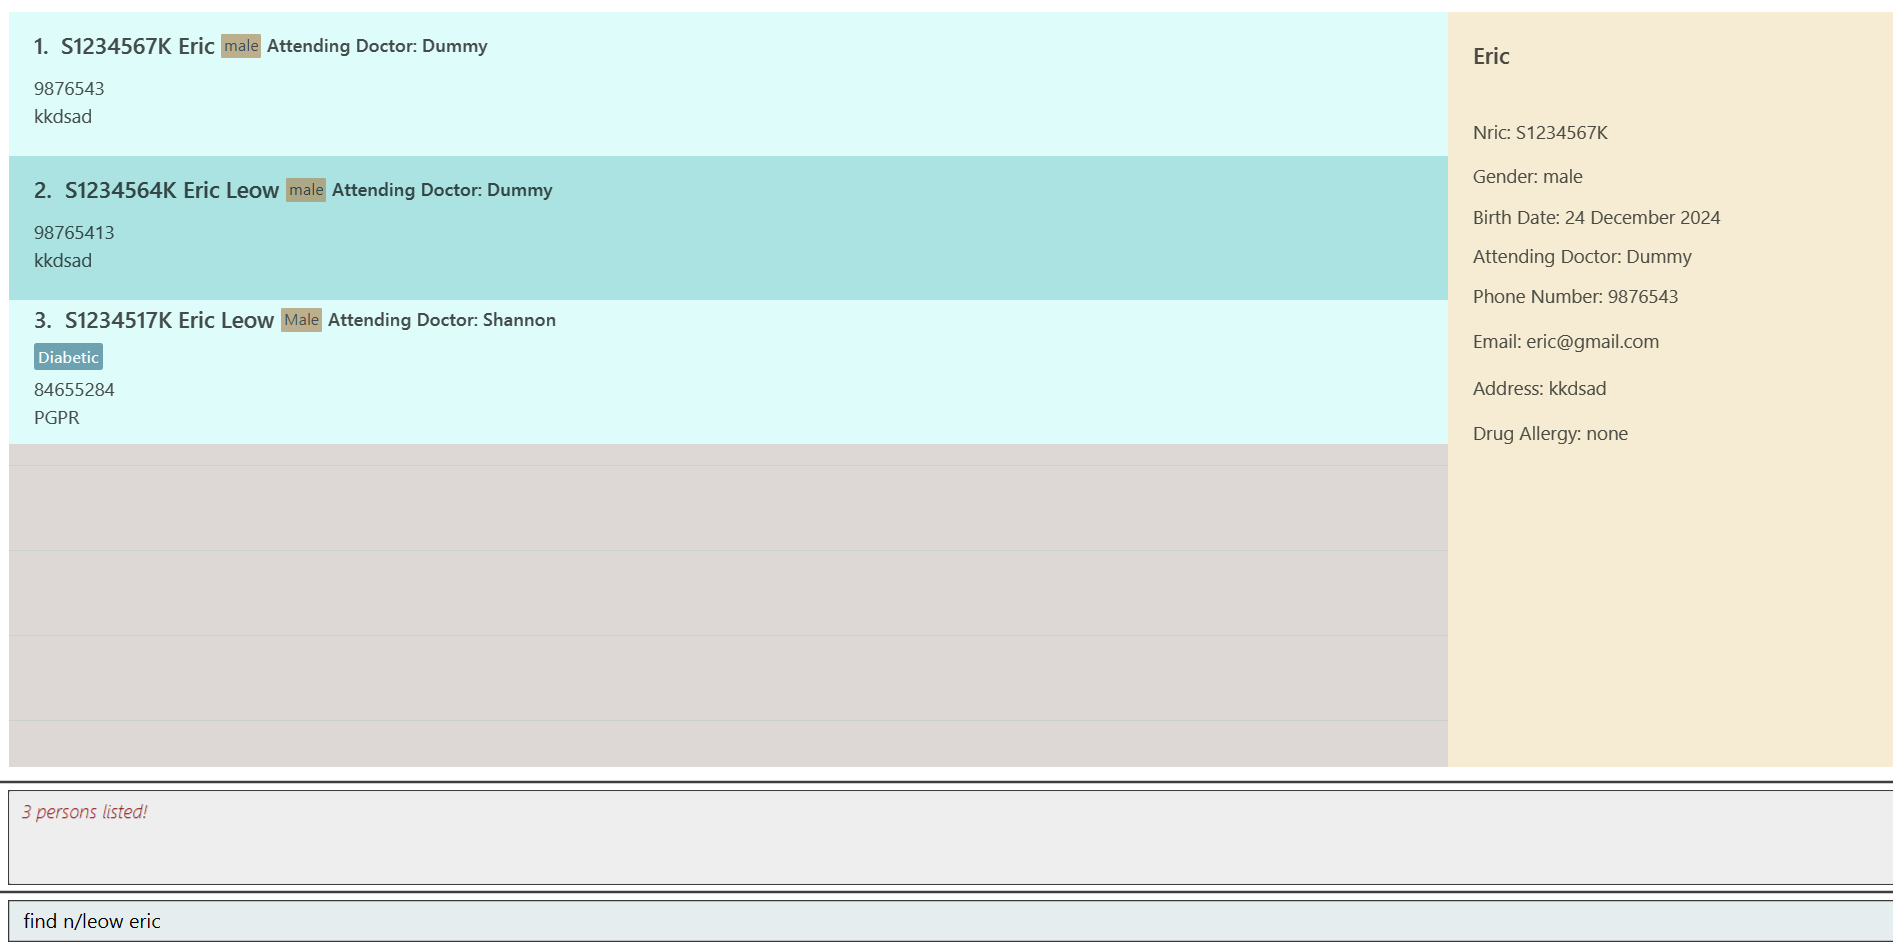 1. S1234567K Eric male Attending Doctor: Dummy
9876543
kkdsad
2. S1234564K Eric Leow male Attending Doctor: Dummy
98765413
kkdsad
3. S1234517K Eric Leow Male Attending Doctor: Shannon
Diabetic
84655284
PGPR
Eric
Nric: S1234567K
Gender: male
Birth Date: 24 December 2024
Attending Doctor: Dummy
Phone Number: 9876543
Email: eric@gmail.com
Address: kkdsad
Drug Allergy: none
3 persons listed!
find n/leow eric